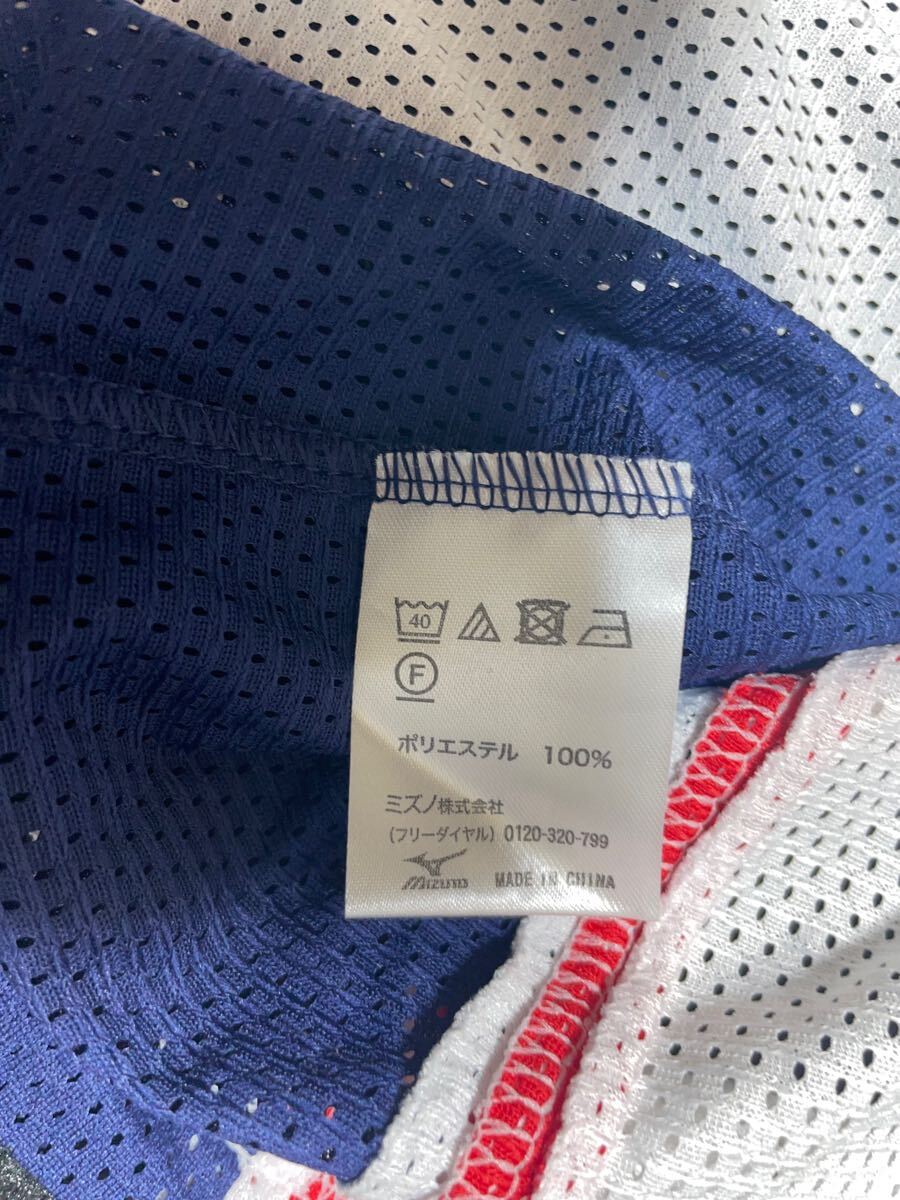 40
F
ポリエステル 100%
ミズノ株式会社
(フリーダイヤル) 0120-320-799
Mizuno MADE IN CHINA